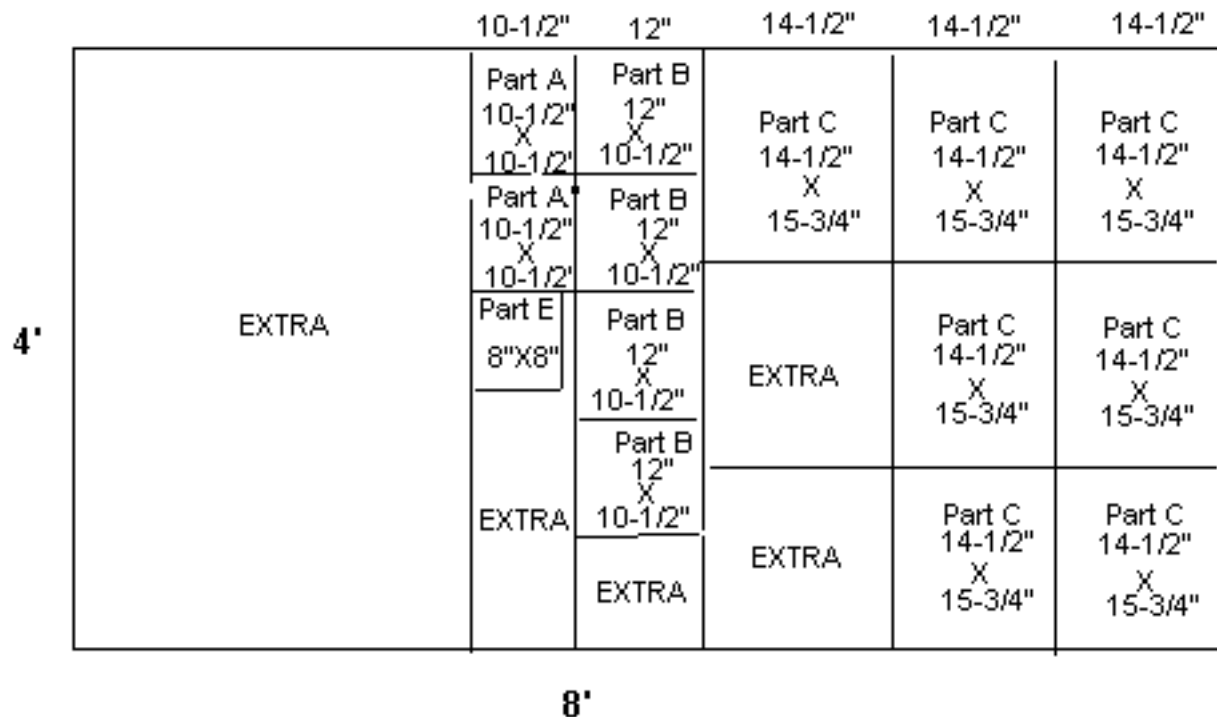 10-1/2" 12" 14-1/2" 14-1/2" 14-1/2"
Part A
10-1/2"
X
10-1/2"
Part B
12"
X
10-1/2"
Part C
14-1/2"
X
15-3/4"
Part C
14-1/2"
X
15-3/4"
Part C
14-1/2"
X
15-3/4"
Part A
10-1/2"
X
10-1/2"
Part B
12"
X
10-1/2"
4'
EXTRA
Part E
8"X8"
Part B
12"
X
10-1/2"
EXTRA
Part C
14-1/2"
X
15-3/4"
Part C
14-1/2"
X
15-3/4"
EXTRA
Part B
12"
X
10-1/2"
EXTRA
EXTRA
Part C
14-1/2"
X
15-3/4"
Part C
14-1/2"
X
15-3/4"
8'